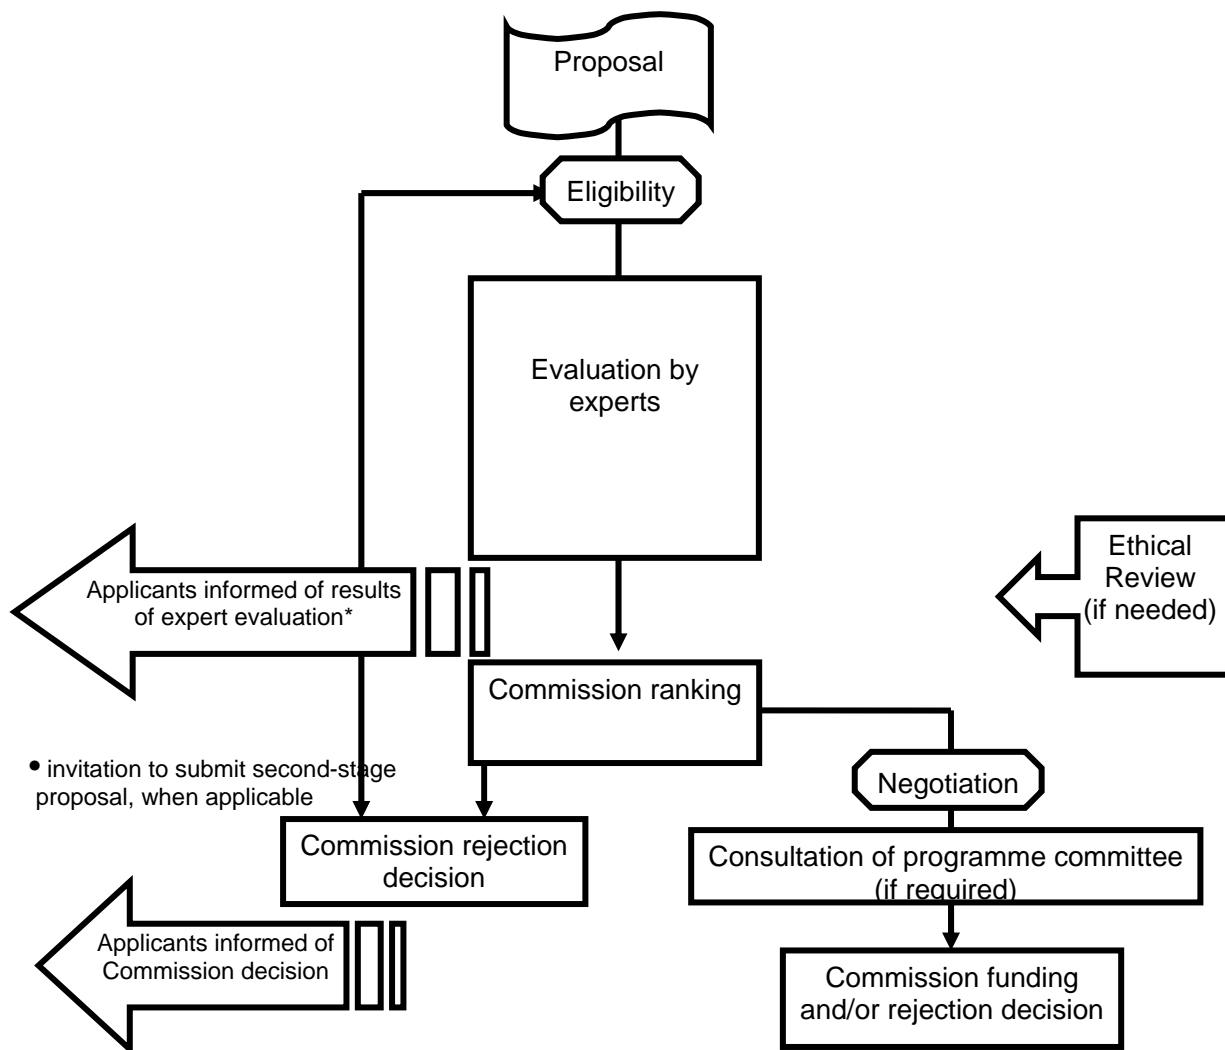 Proposal
Eligibility
Evaluation by
experts
Ethical
Review
(if needed)
Applicants informed of results
of expert evaluation*
Commission ranking
• invitation to submit second-stage
proposal, when applicable
Negotiation
Commission rejection
decision
Consultation of programme committee
(if required)
Applicants informed of
Commission decision
Commission funding
and/or rejection decision